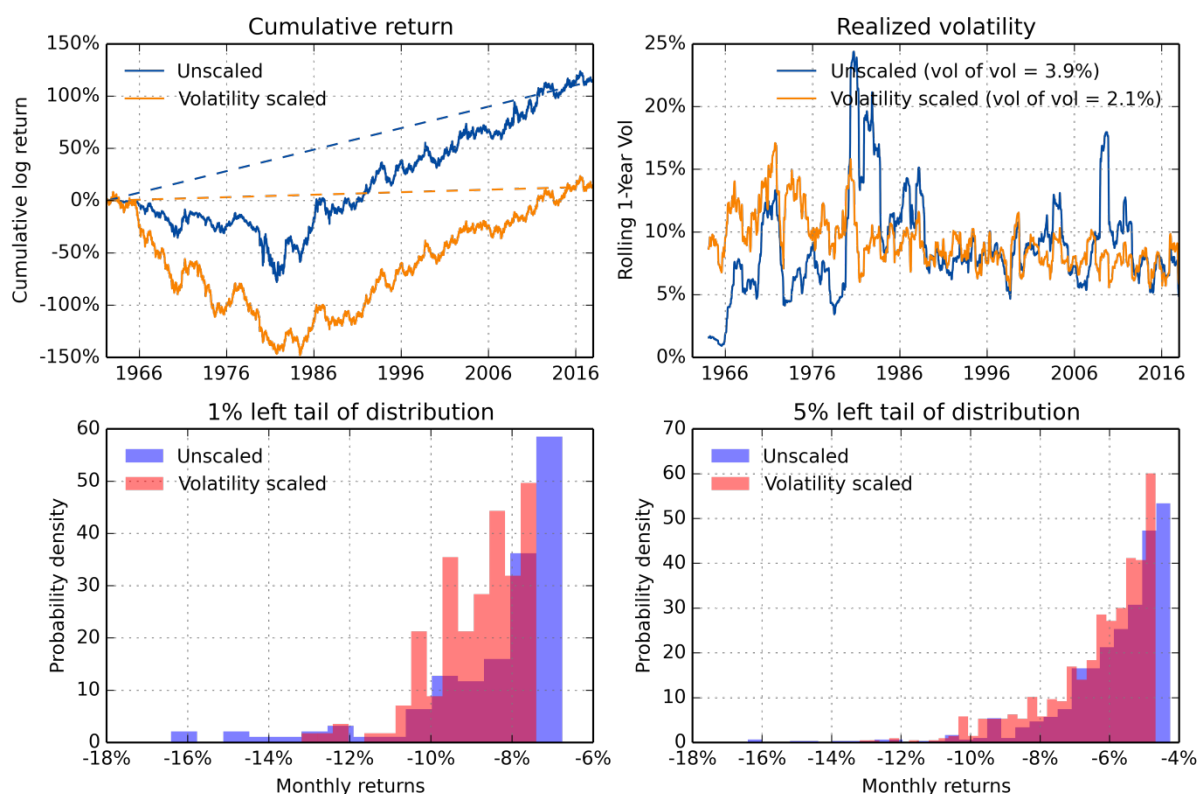 Cumulative return
150%
100%
50%
0%
-50%
-100%
-150%
Cumulative log return
Unscaled
Volatility scaled
1966 1976 1986 1996 2006 2016
Realized volatility
25%
20%
15%
10%
5%
0%
Rolling 1-Year Vol
Unscaled (vol of vol = 3.9%)
Volatility scaled (vol of vol = 2.1%)
1966 1976 1986 1996 2006 2016
1% left tail of distribution
60
50
40
30
20
10
0
Probability density
Unscaled
Volatility scaled
-18% -16% -14% -12% -10% -8% -6%
Monthly returns
5% left tail of distribution
70
60
50
40
30
20
10
0
Probability density
Unscaled
Volatility scaled
-18% -16% -14% -12% -10% -8% -6% -4%
Monthly returns